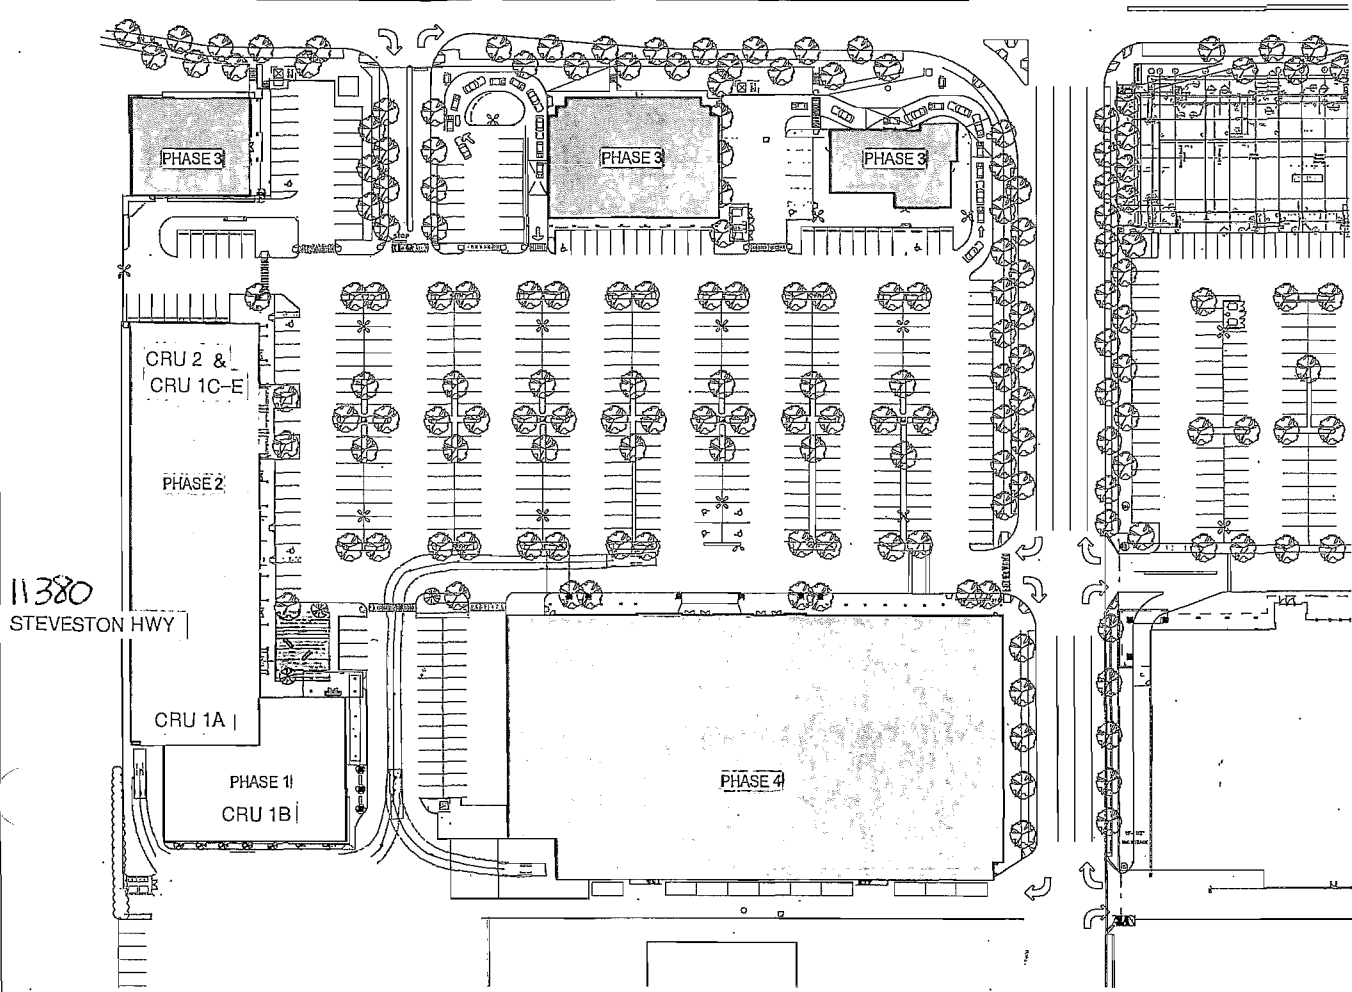 PHASE 3
PHASE 3
PHASE 3
STOP
CRU 2 &
CRU 1C-E
PHASE 2
11380
STEVESTON HWY
CRU 1A
PHASE 1
CRU 1B
PHASE 4